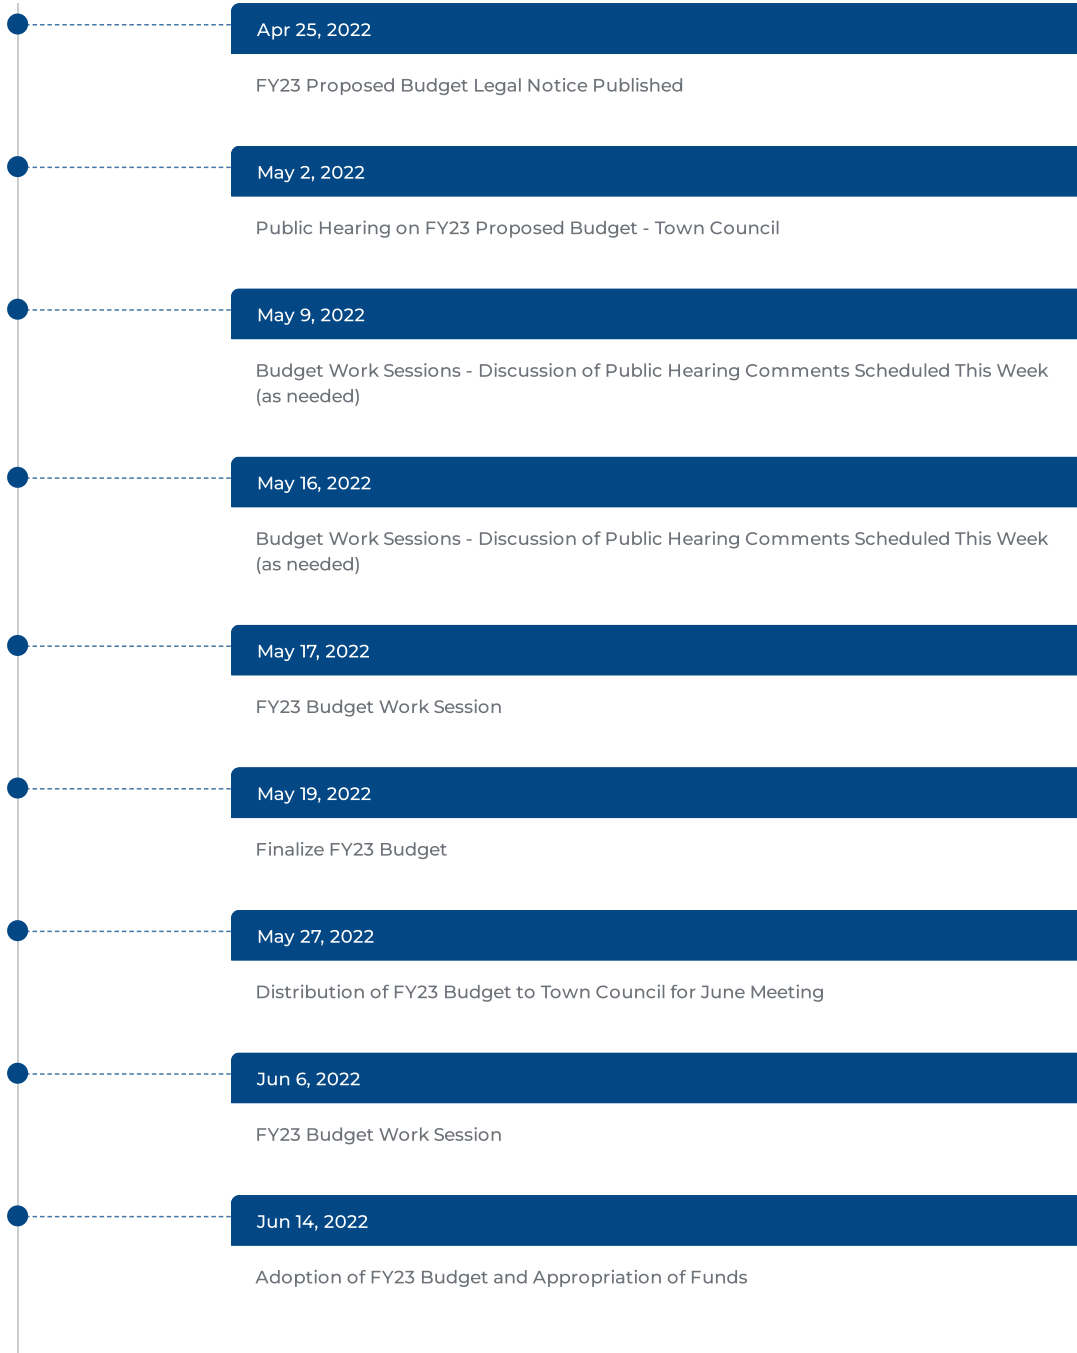 Apr 25, 2022
FY23 Proposed Budget Legal Notice Published
May 2, 2022
Public Hearing on FY23 Proposed Budget - Town Council
May 9, 2022
Budget Work Sessions - Discussion of Public Hearing Comments Scheduled This Week
(as needed)
May 16, 2022
Budget Work Sessions - Discussion of Public Hearing Comments Scheduled This Week
(as needed)
May 17, 2022
FY23 Budget Work Session
May 19, 2022
Finalize FY23 Budget
May 27, 2022
Distribution of FY23 Budget to Town Council for June Meeting
Jun 6, 2022
FY23 Budget Work Session
Jun 14, 2022
Adoption of FY23 Budget and Appropriation of Funds